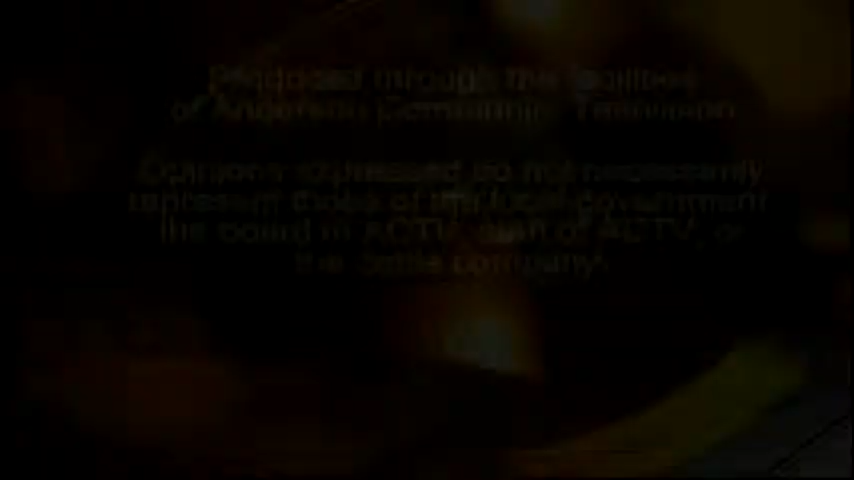 Produced through the facilities
of Anderson Community Television
Opinions expressed do not necessarily
represent those of the local government
the board of ACTV, staff of ACTV, or
the cable company.